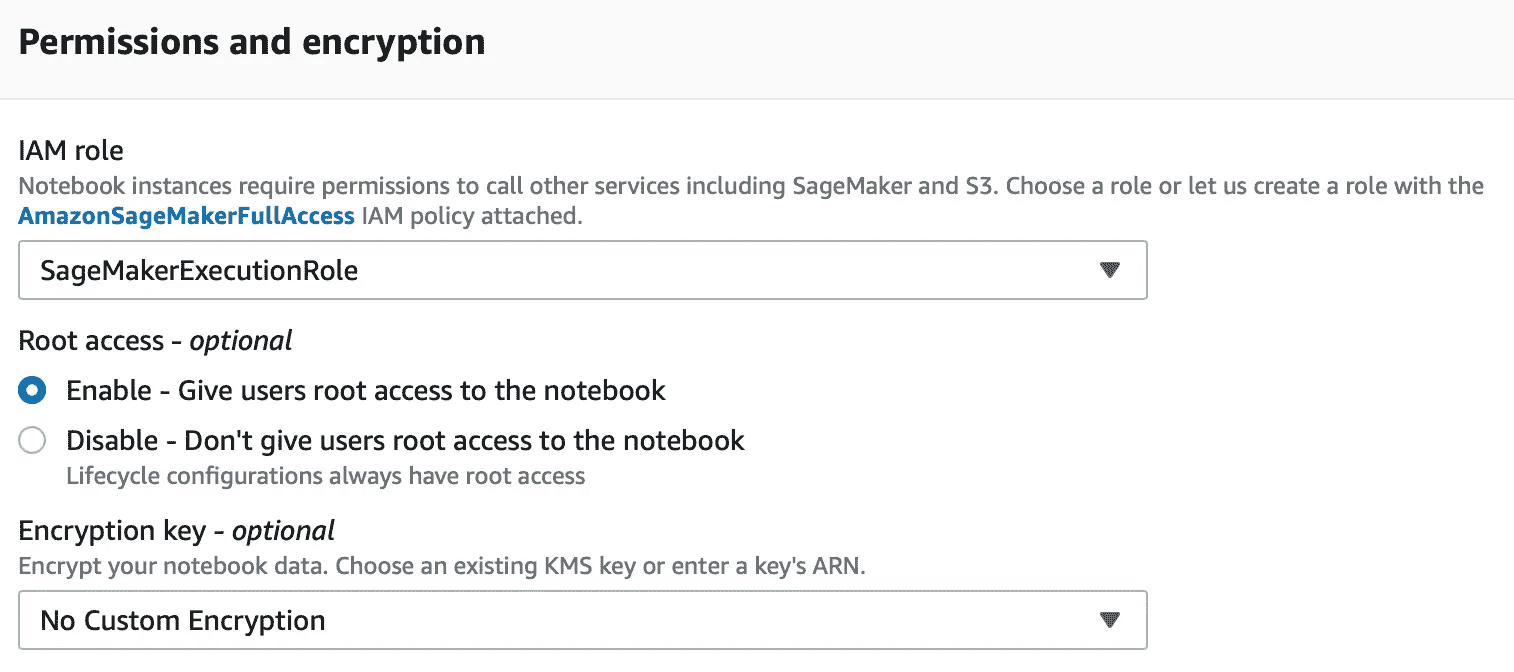 Permissions and encryption
IAM role
Notebook instances require permissions to call other services including SageMaker and S3. Choose a role or let us create a role with the
AmazonSageMakerFullAccess IAM policy attached.
SageMakerExecutionRole
Root access - optional
Enable - Give users root access to the notebook
Disable - Don't give users root access to the notebook
Lifecycle configurations always have root access
Encryption key - optional
Encrypt your notebook data. Choose an existing KMS key or enter a key's ARN.
No Custom Encryption